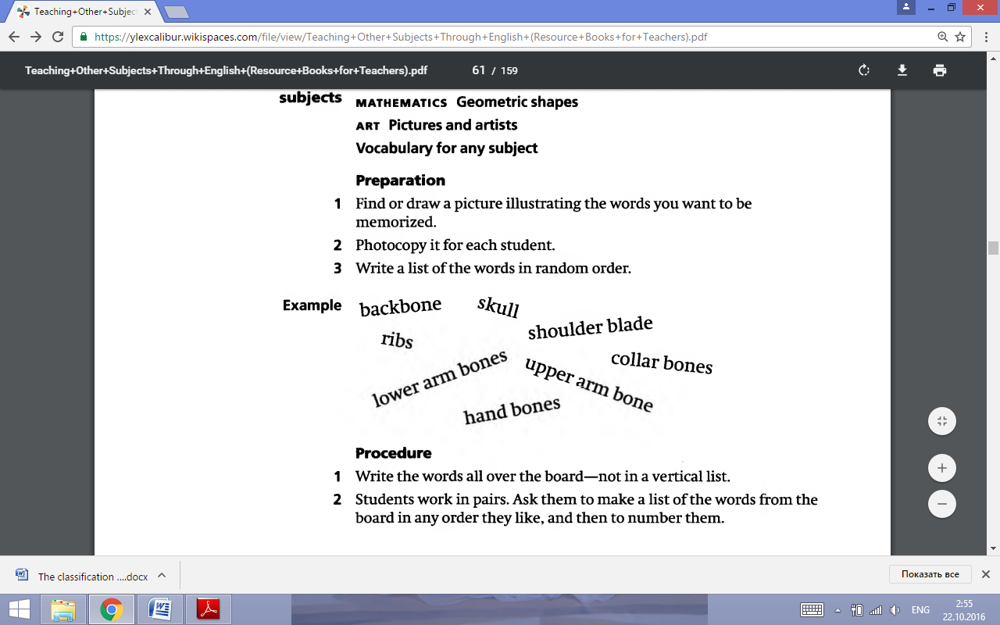 Teaching+Other+Subject
https://ylexcalibur.wikispaces.com/file/view/Teaching+Other+Subjects+Through+English+(Resource+Books+for+Teachers).pdf
Teaching+Other+Subjects+Through+English+(Resource+Books+for+Teachers).pdf 61 / 159
subjects MATHEMATICS Geometric shapes
ART Pictures and artists
Vocabulary for any subject
Preparation
1 Find or draw a picture illustrating the words you want to be
memorized.
2 Photocopy it for each student.
3 Write a list of the words in random order.
Example backbone skull
shoulder blade
ribs
collar bones
lower arm bones
upper arm bone
hand bones
Procedure
1 Write the words all over the board—not in a vertical list.
2 Students work in pairs. Ask them to make a list of the words from the
board in any order they like, and then to number them.
The classification ....docx Показать все
ENG 2:55
22.10.2016